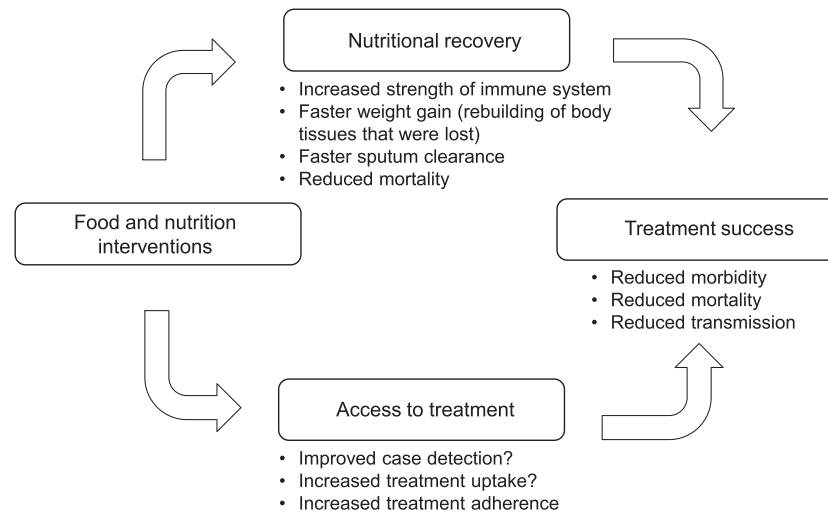 Nutritional recovery
• Increased strength of immune system
• Faster weight gain (rebuilding of body
tissues that were lost)
• Faster sputum clearance
• Reduced mortality
Food and nutrition
interventions
Treatment success
• Reduced morbidity
• Reduced mortality
• Reduced transmission
Access to treatment
• Improved case detection?
• Increased treatment uptake?
• Increased treatment adherence